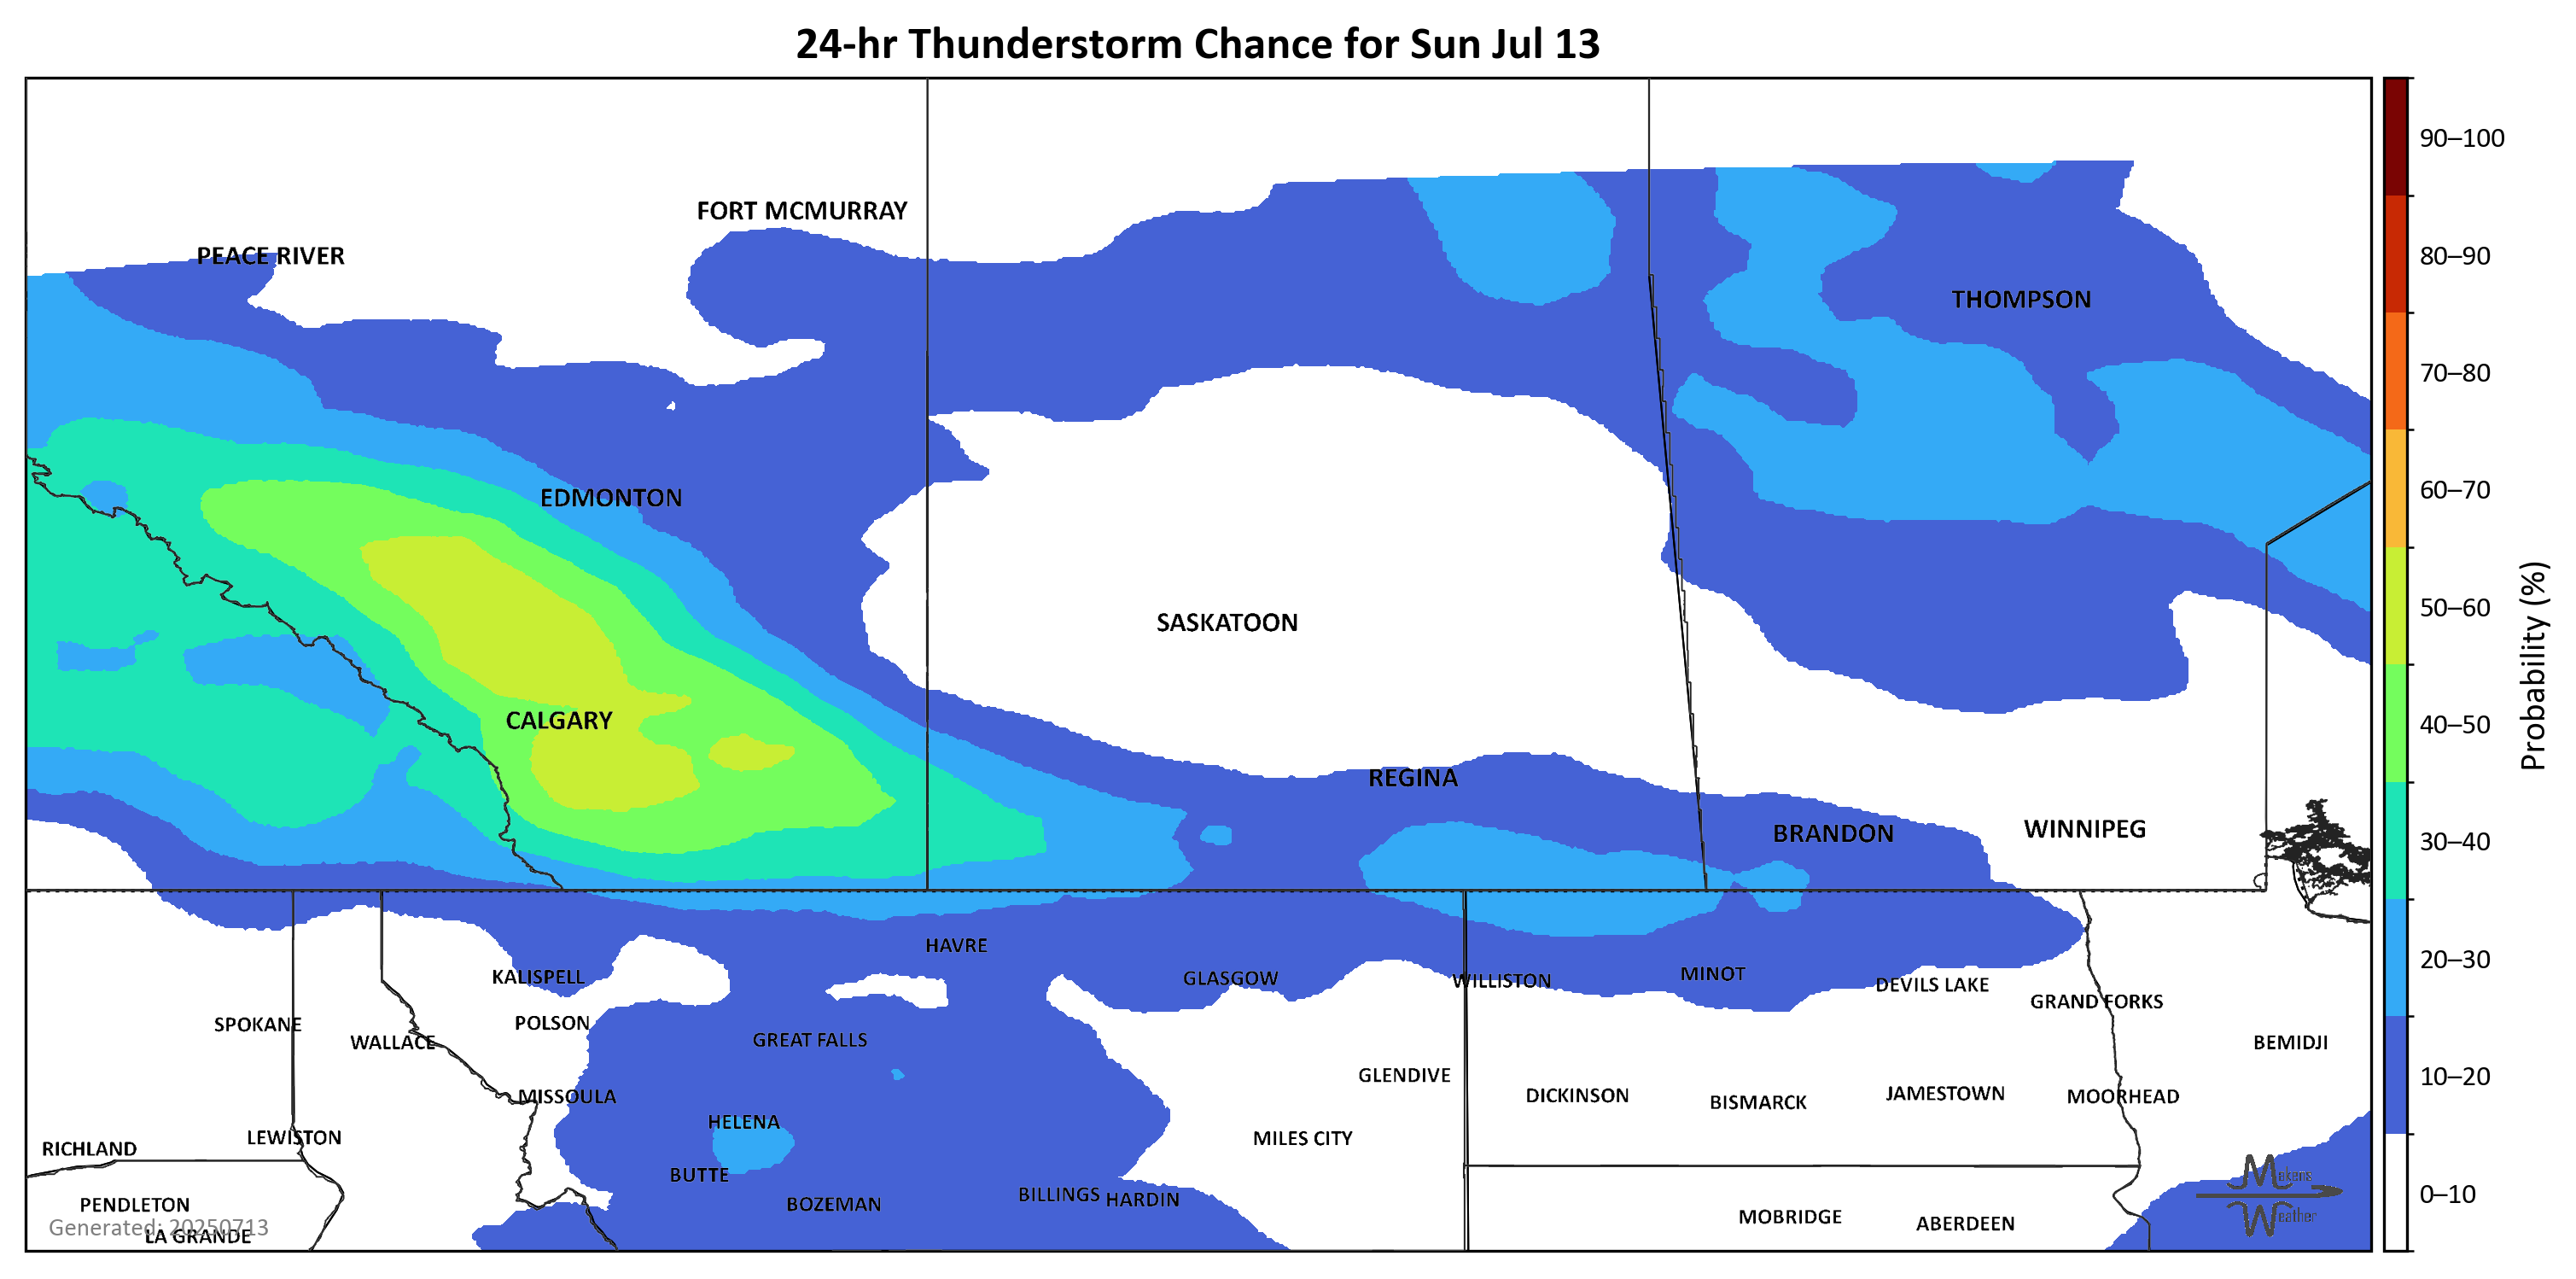 24-hr Thunderstorm Chance for Sun Jul 13
90–100
FORT MCMURRAY
PEACE RIVER
80–90
THOMPSON
70–80
EDMONTON
60–70
SASKATOON
50–60
Probability (%)
CALGARY
40–50
REGINA
BRANDON
WINNIPEG
30–40
HAVRE
20–30
KALISPELL
GLASGOW
WILLISTON
MINOT
DEVILS LAKE
GRAND FORKS
SPOKANE
POLSON
WALLACE
GREAT FALLS
BEMIDJI
GLENDIVE
10–20
MISSOULA
DICKINSON
BISMARCK
JAMESTOWN
MOORHEAD
HELENA
LEWISTON
MILES CITY
RICHLAND
BUTTE
Mekens
Weather
0–10
PENDLETON
BOZEMAN
BILLINGS
HARDIN
MOBRIDGE
ABERDEEN
Generated: 20250713
LA GRANDE